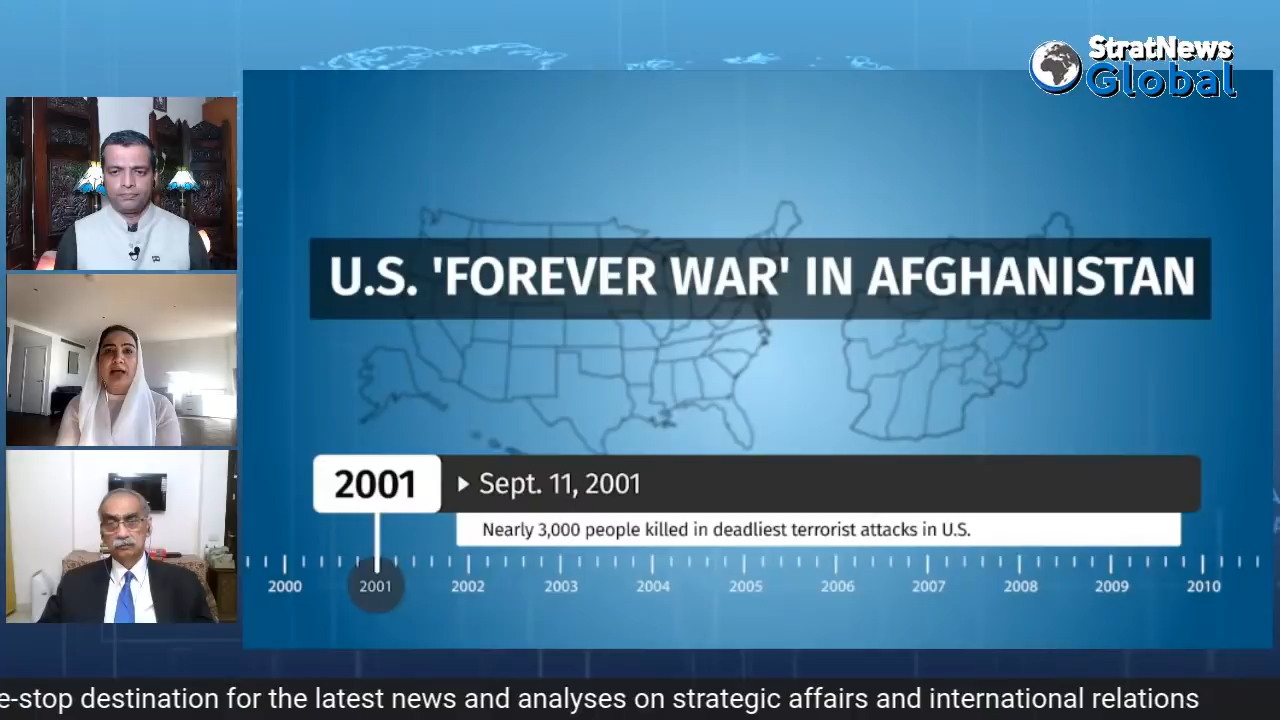 StratNews
Global
U.S. 'FOREVER WAR' IN AFGHANISTAN
2001
Sept. 11, 2001
Nearly 3,000 people killed in deadliest terrorist attacks in U.S.
2000 2001 2002 2003 2004 2005 2006 2007 2008 2009 2010
e-stop destination for the latest news and analyses on strategic affairs and international relations